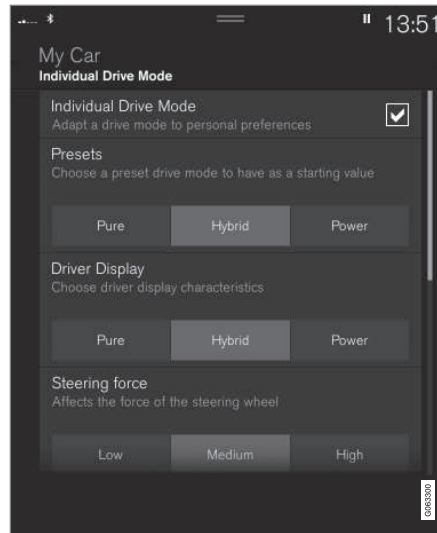 13:51
My Car
Individual Drive Mode
Individual Drive Mode
Adapt a drive mode to personal preferences
Presets
Choose a preset drive mode to have as a starting value
Pure Hybrid Power
Driver Display
Choose driver display characteristics
Pure Hybrid Power
Steering force
Affects the force of the steering wheel
Low Medium High
G063300